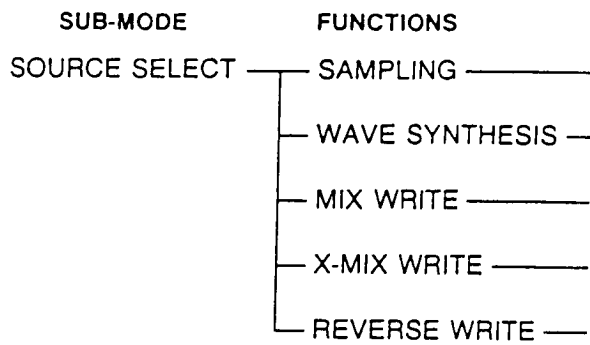 SUB-MODE FUNCTIONS
SOURCE SELECT SAMPLING
WAVE SYNTHESIS
MIX WRITE
X-MIX WRITE
REVERSE WRITE